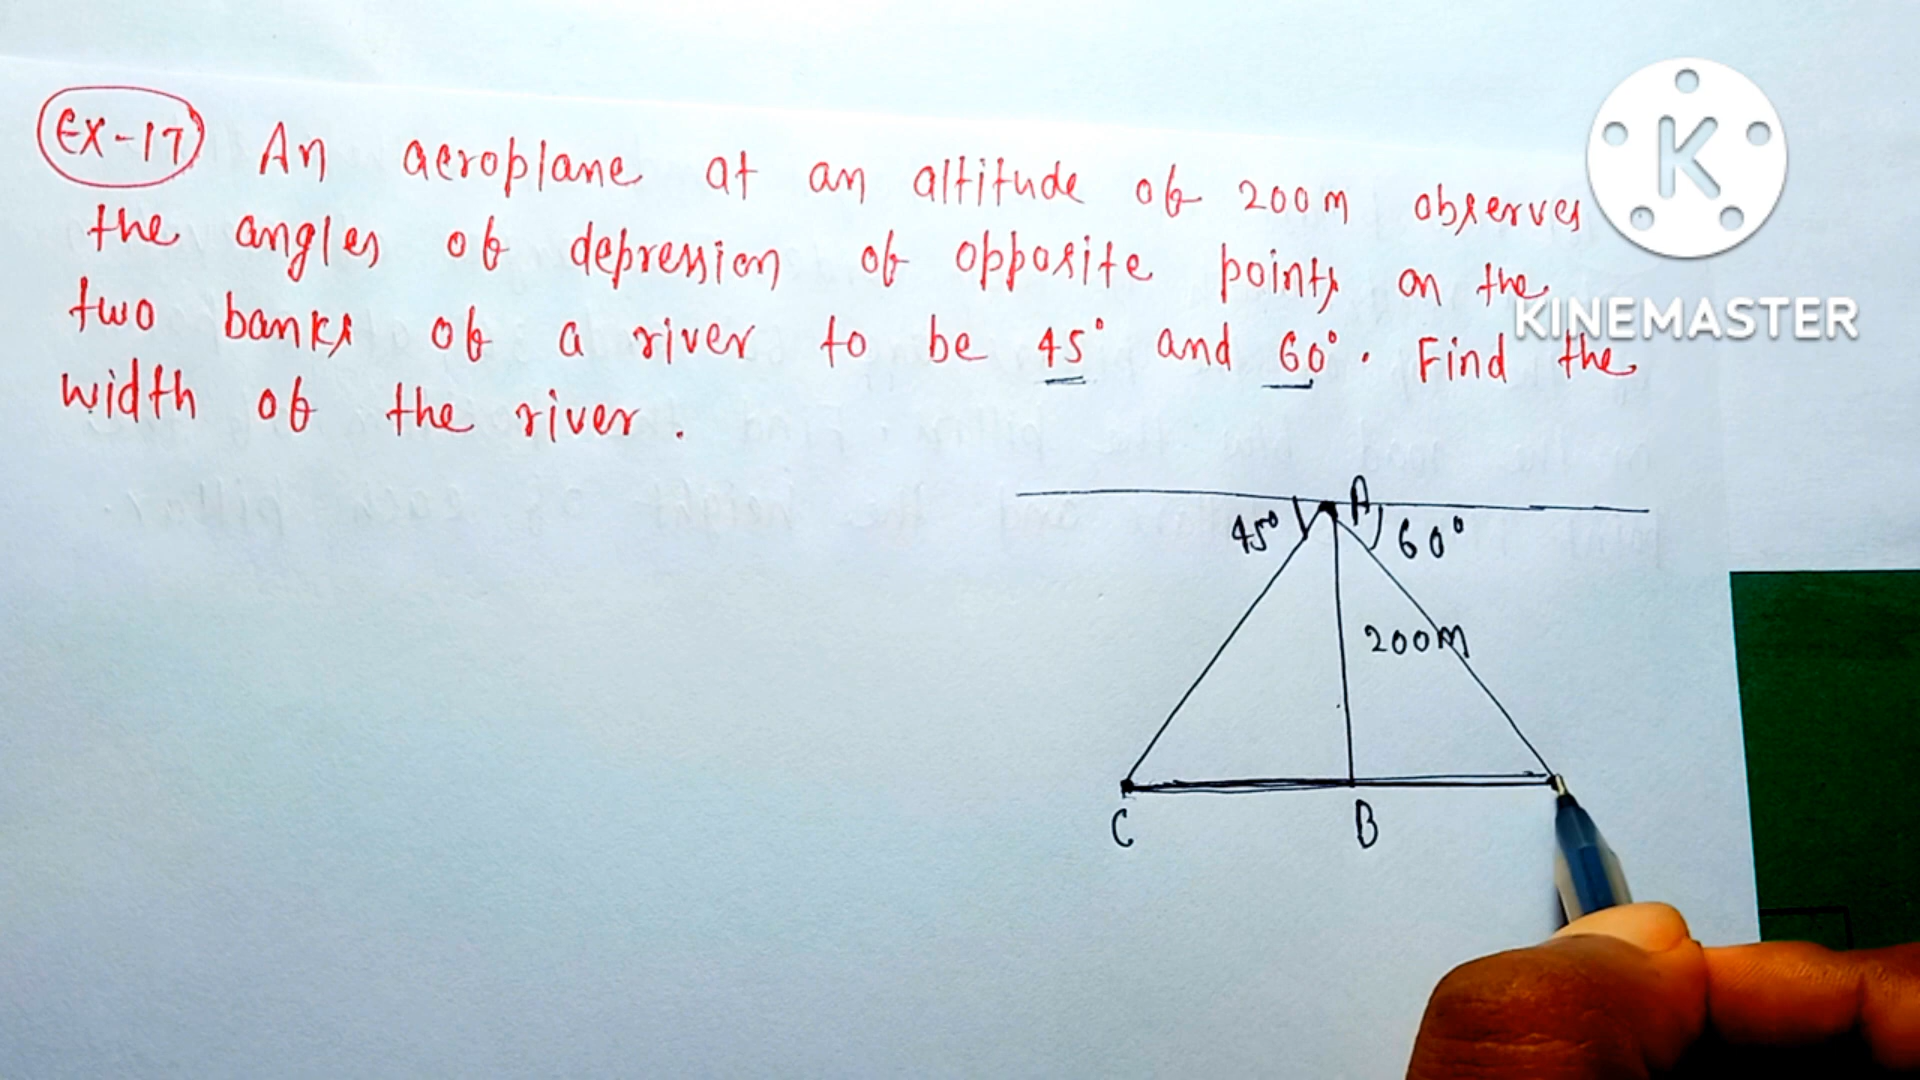 Ex-17 An aeroplane at an altitude of 200m observes
the angles of depression of opposite points on the
two banks of a river to be 45° and 60°. Find the
width of the river.
K
KINEMASTER
A
45°
60°
200M
C
B